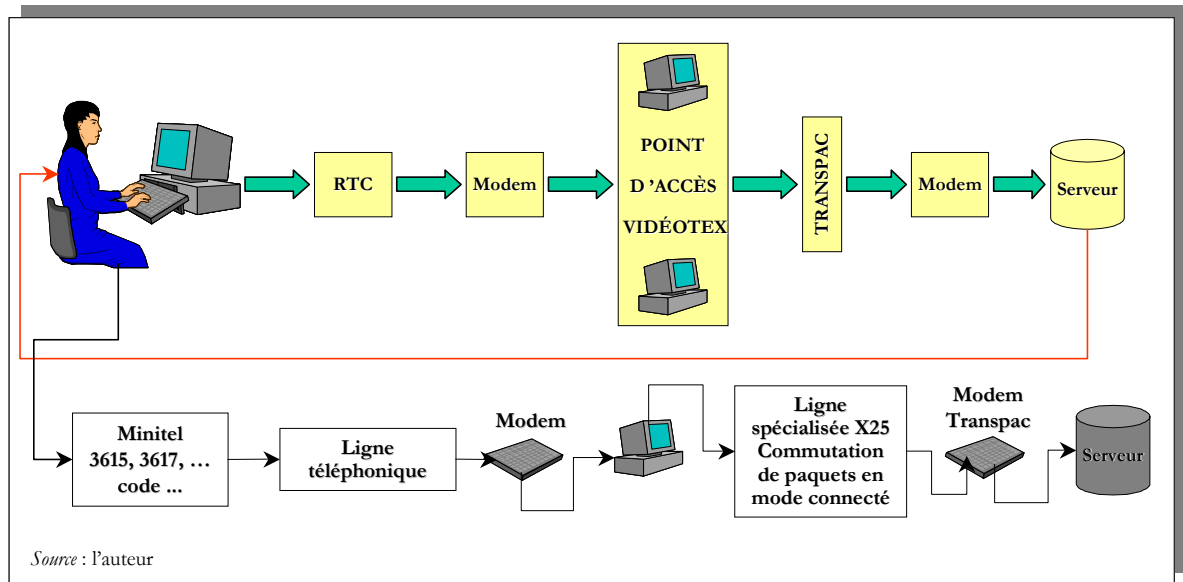 RTC
Modem
POINT
D ’ACCÈS
VIDÉOTEX
TRANSPAC
Modem
Serveur
Minitel
3615, 3617, …
code ...
Ligne
téléphonique
Modem
Ligne
spécialisée X25
Commutation
de paquets en
mode connecté
Modem
Transpac
Serveur
Source : l’auteur